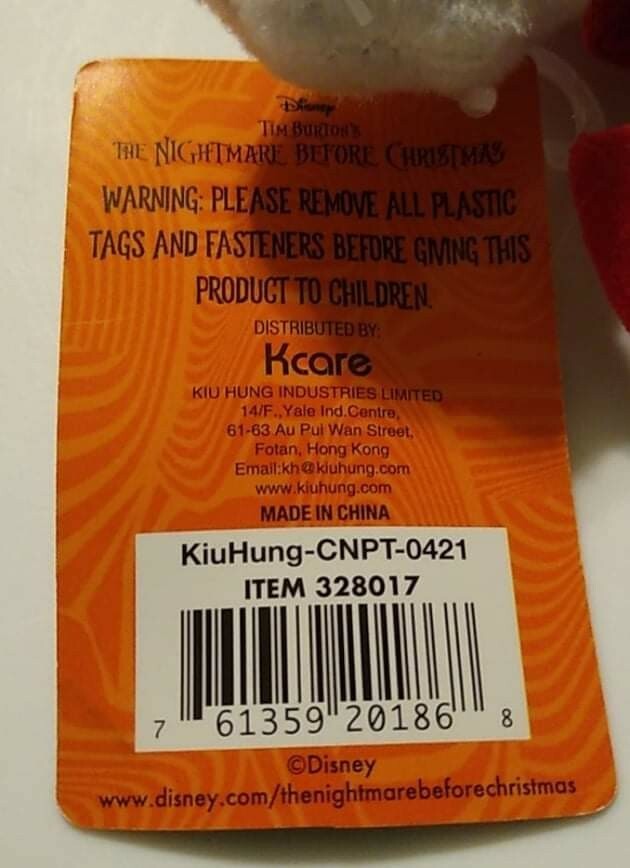 Disney
TIM BURTON'S
THE NIGHTMARE BEFORE CHRISTMAS
WARNING: PLEASE REMOVE ALL PLASTIC
TAGS AND FASTENERS BEFORE GIVING THIS
PRODUCT TO CHILDREN.
DISTRIBUTED BY:
Kcare
KIU HUNG INDUSTRIES LIMITED
14/F.,Yale Ind.Centre,
61-63 Au Pui Wan Street,
Fotan, Hong Kong
Email:kh@kiuhung.com
www.kiuhung.com
MADE IN CHINA
KiuHung-CNPT-0421
ITEM 328017
7 61359 20186 8
©Disney
www.disney.com/thenightmarebeforechristmas